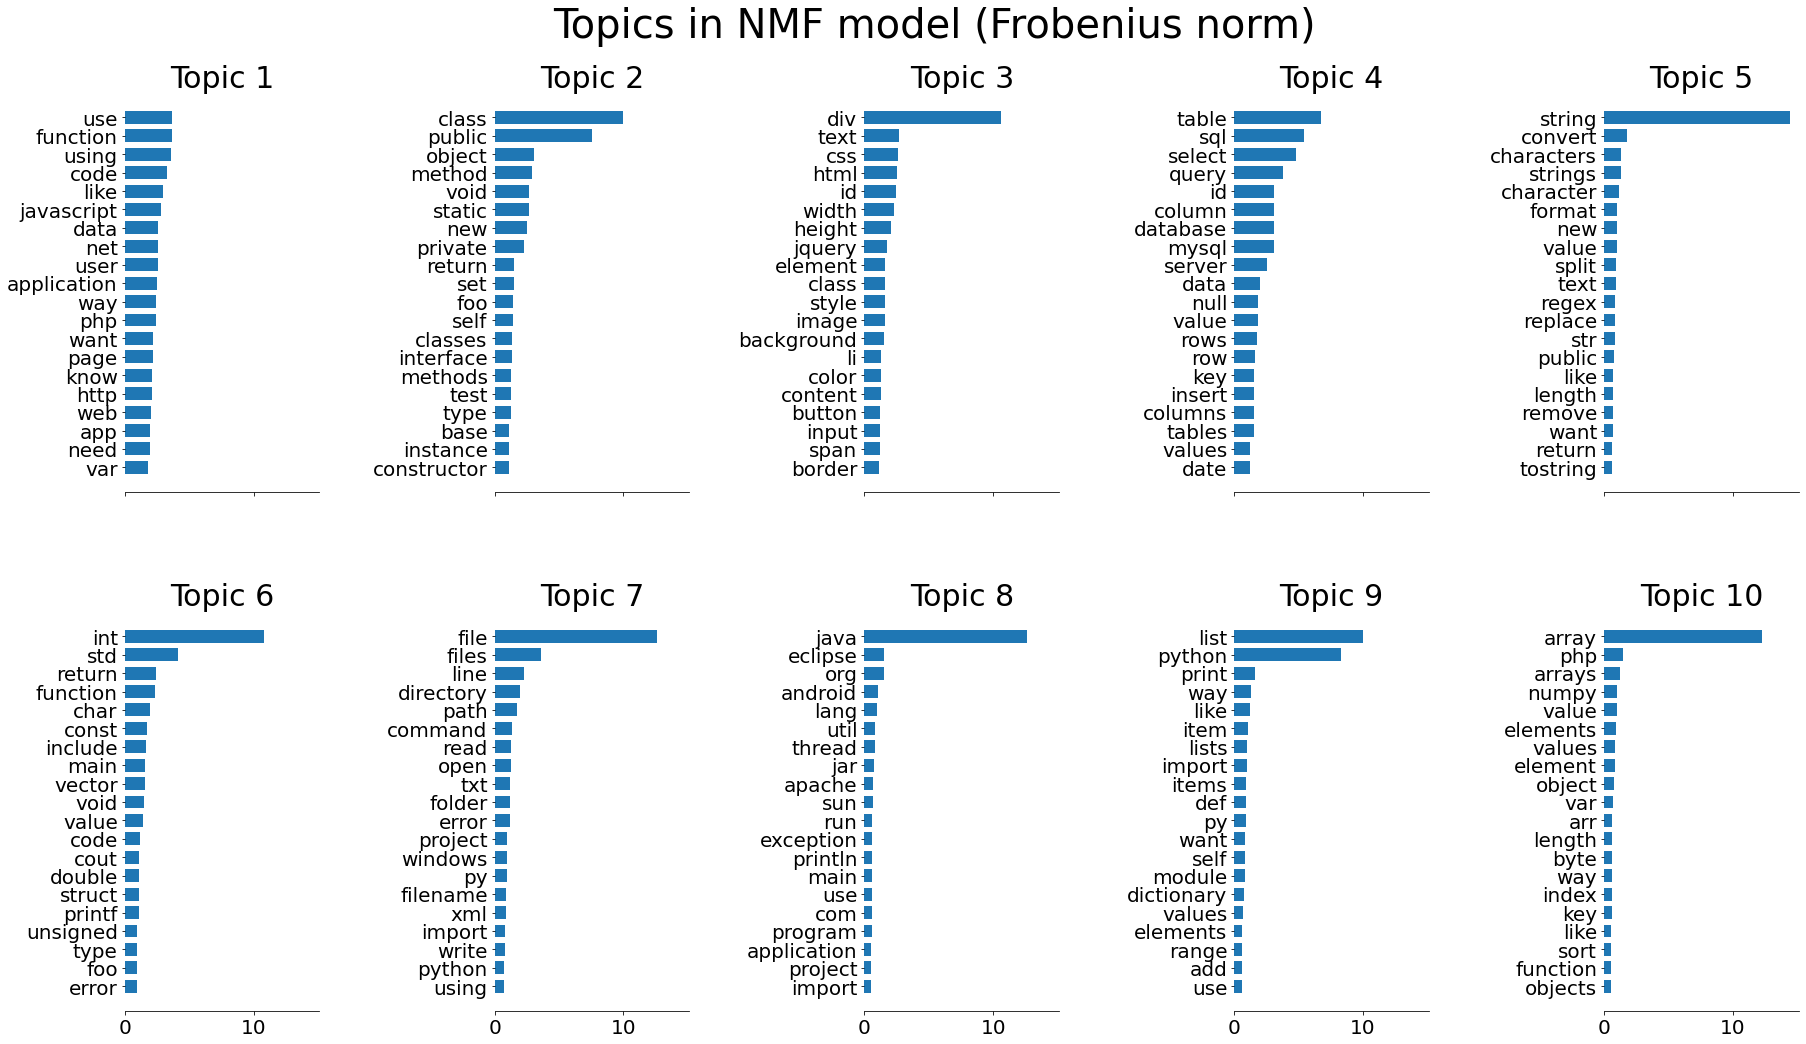 Topics in NMF model (Frobenius norm)
Topic 1
use
function
using
code
like
javascript
data
net
user
application
way
php
want
page
know
http
web
app
need
var
Topic 2
class
public
object
method
void
static
new
private
return
set
foo
self
classes
interface
methods
test
type
base
instance
constructor
Topic 3
div
text
css
html
id
width
height
jquery
element
class
style
image
background
li
color
content
button
input
span
border
Topic 4
table
sql
select
query
id
column
database
mysql
server
data
null
value
rows
row
key
insert
columns
tables
values
date
Topic 5
string
convert
characters
strings
character
format
new
value
split
text
regex
replace
str
public
like
length
remove
want
return
tostring
Topic 6
int
std
return
function
char
const
include
main
vector
void
value
code
cout
double
struct
printf
unsigned
type
foo
error
0 10
Topic 7
file
files
line
directory
path
command
read
open
txt
folder
error
project
windows
py
filename
xml
import
write
python
using
0 10
Topic 8
java
eclipse
org
android
lang
util
thread
jar
apache
sun
run
exception
println
main
use
com
program
application
project
import
0 10
Topic 9
list
python
print
way
like
item
lists
import
items
def
py
want
self
module
dictionary
values
elements
range
add
use
0 10
Topic 10
array
php
arrays
numpy
value
elements
values
element
object
var
arr
length
byte
way
index
key
like
sort
function
objects
0 10